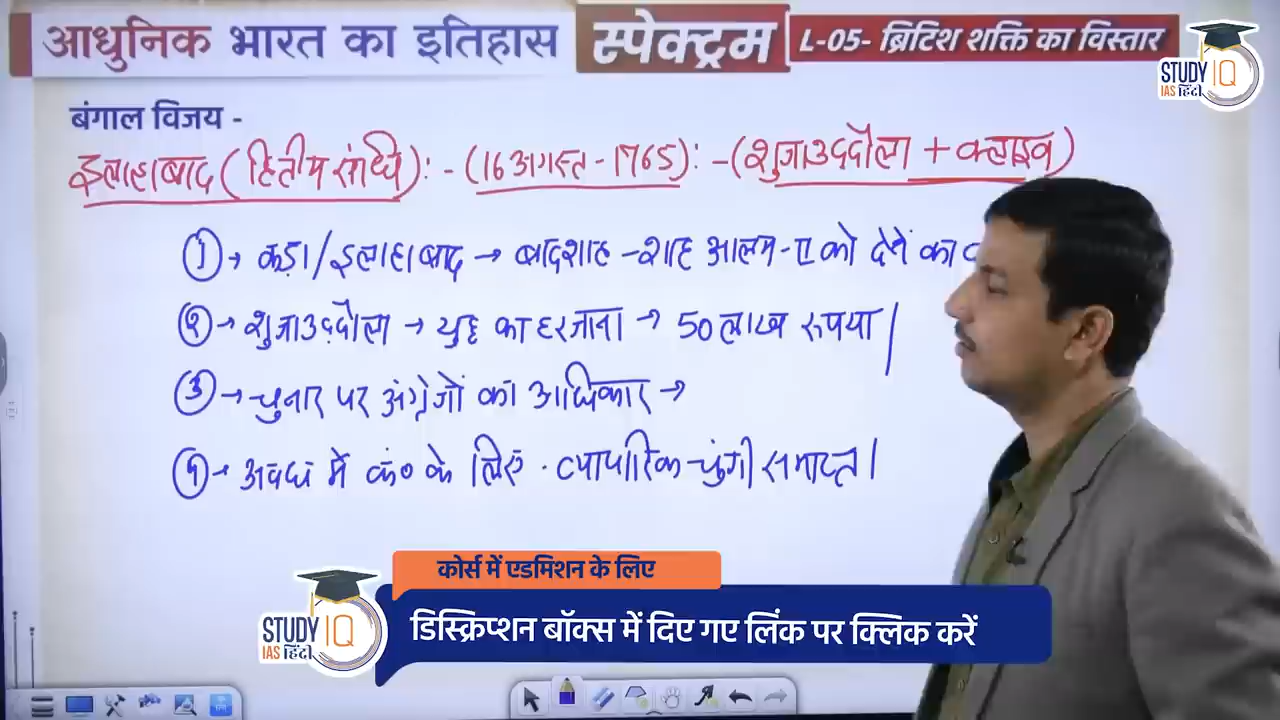 आधुनिक भारत का इतिहास स्पेक्ट्रम L-05- ब्रिटिश शक्ति का विस्तार
STUDY IQ
IAS हिंदी
बंगाल विजय -
इलाहाबाद (द्वितीय संधि):- (16 अगस्त - 1765):- (शुजाउद्दौला + क्लाइव)
① → कड़ा/इलाहाबाद → बादशाह - शाह आलम-II को देने का
② → शुजाउद्दौला → युद्ध का हरजाना → 50 लाख रुपया |
③ → चुनार पर अंग्रेजों का अधिकार →
④ → अवध में कं० के लिए व्यापारिक-चुंगी समाप्त |
कोर्स में एडमिशन के लिए
STUDY IQ
IAS हिंदी
डिस्क्रिप्शन बॉक्स में दिए गए लिंक पर क्लिक करें